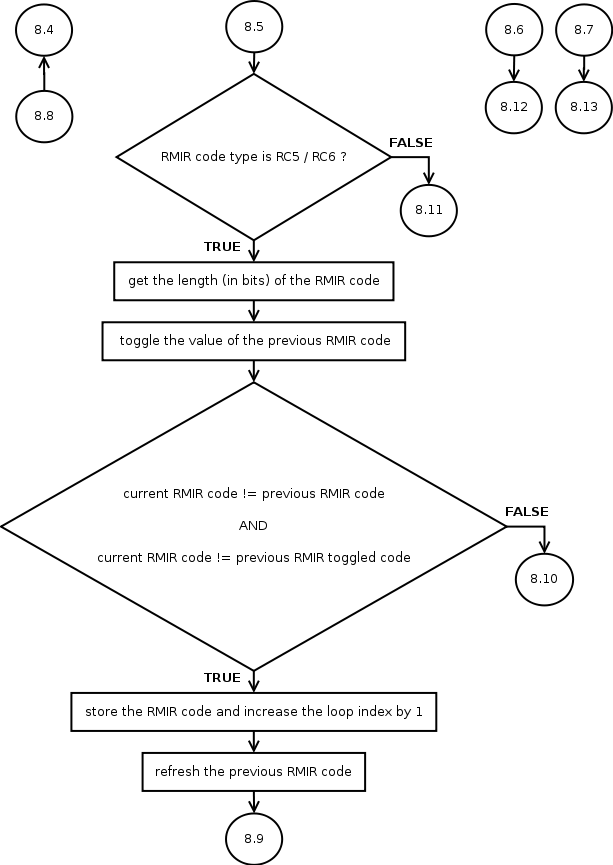 8.4
8.5
8.6
8.7
8.8
8.12
8.13
RMIR code type is RC5 / RC6 ?
FALSE
8.11
TRUE
get the length (in bits) of the RMIR code
toggle the value of the previous RMIR code
current RMIR code != previous RMIR code
AND
current RMIR code != previous RMIR toggled code
FALSE
8.10
TRUE
store the RMIR code and increase the loop index by 1
refresh the previous RMIR code
8.9